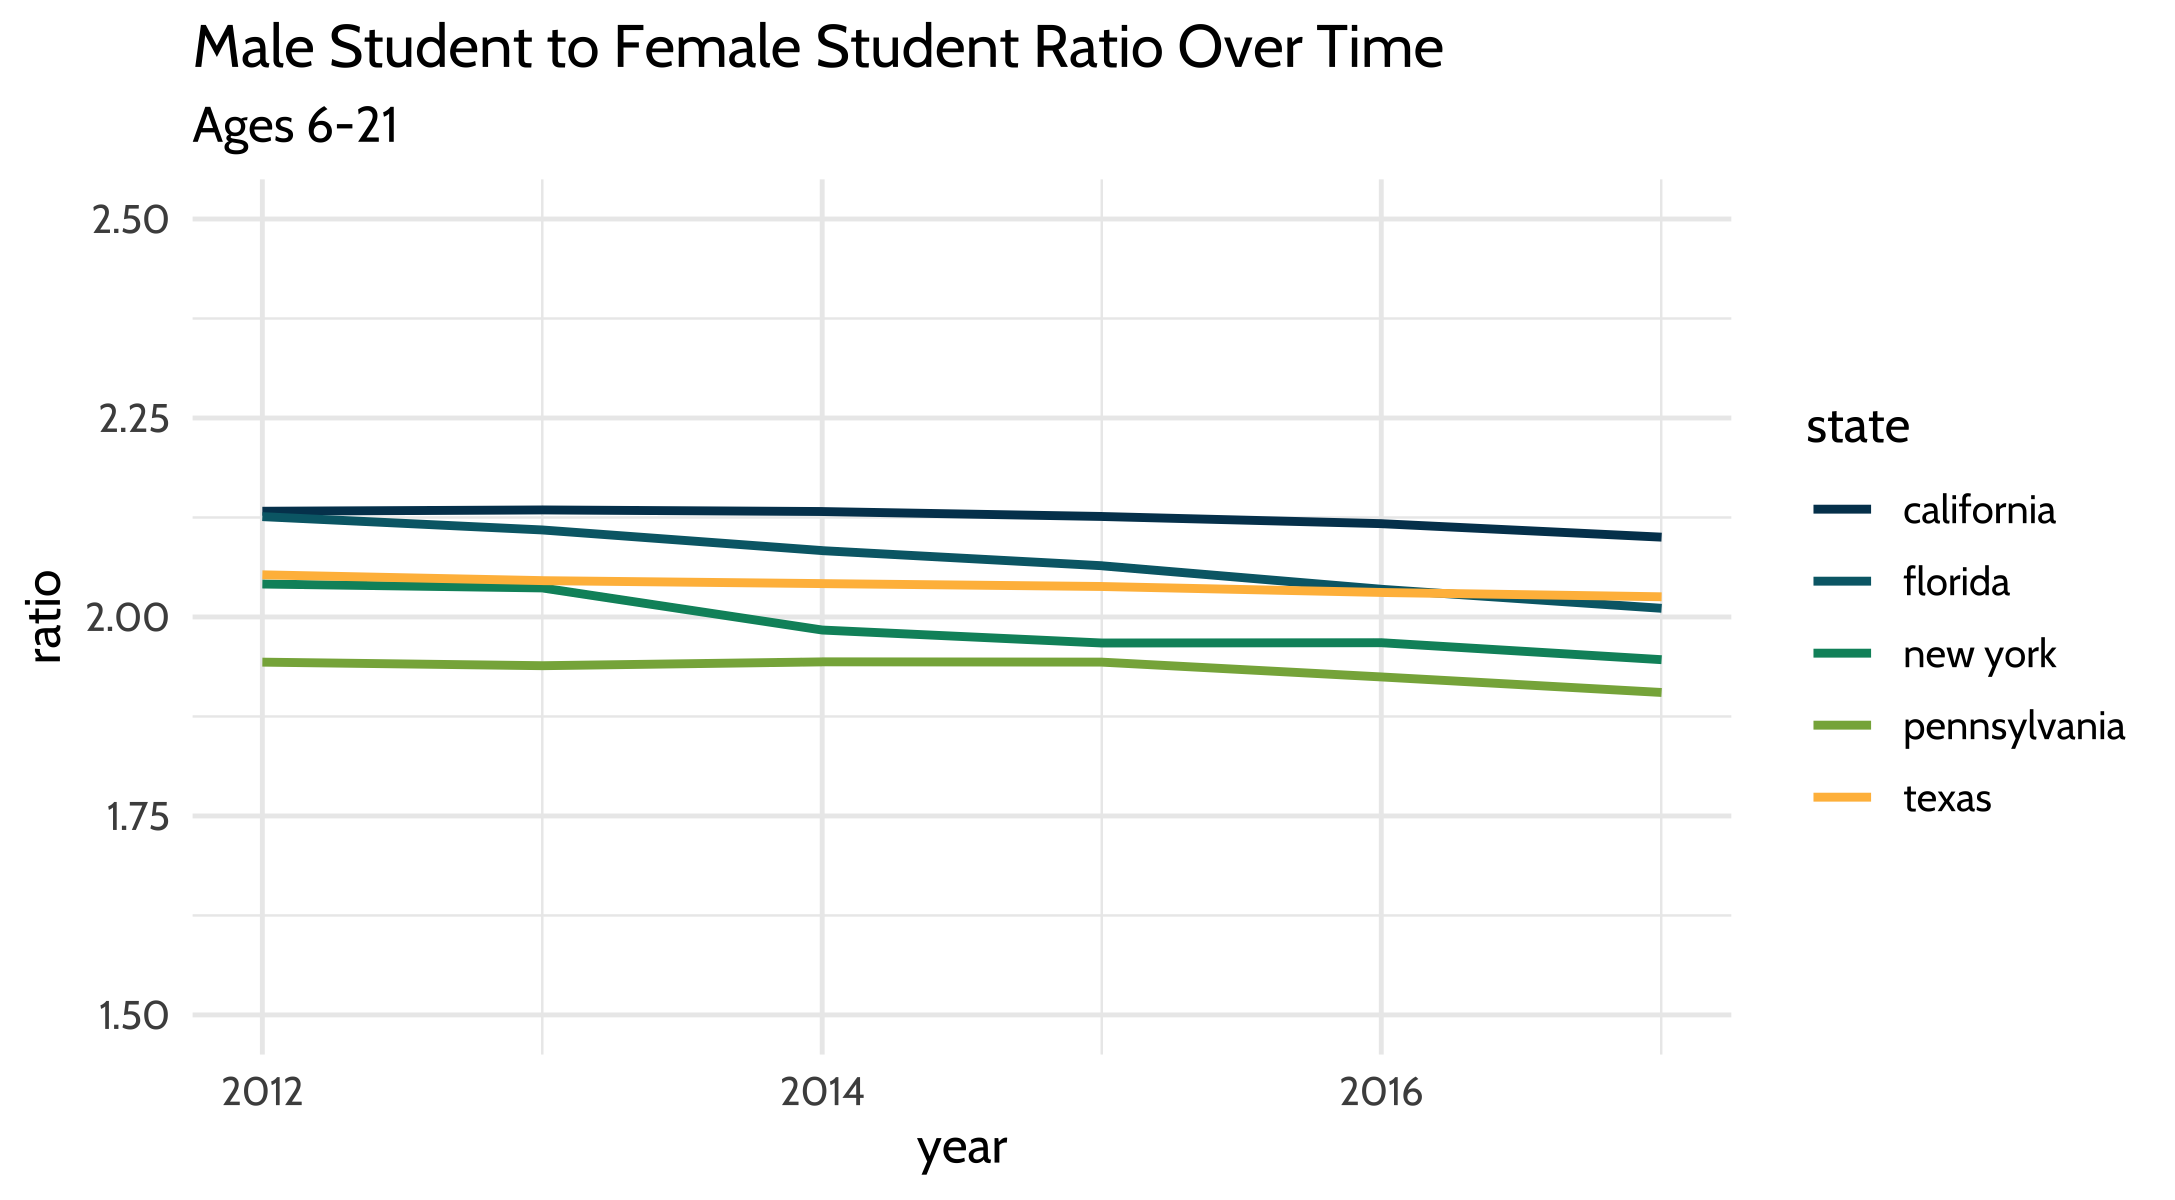 Male Student to Female Student Ratio Over Time
Ages 6-21
2.50
2.25
2.00
1.75
1.50
ratio
2012
2014
2016
year
state
california
florida
new york
pennsylvania
texas